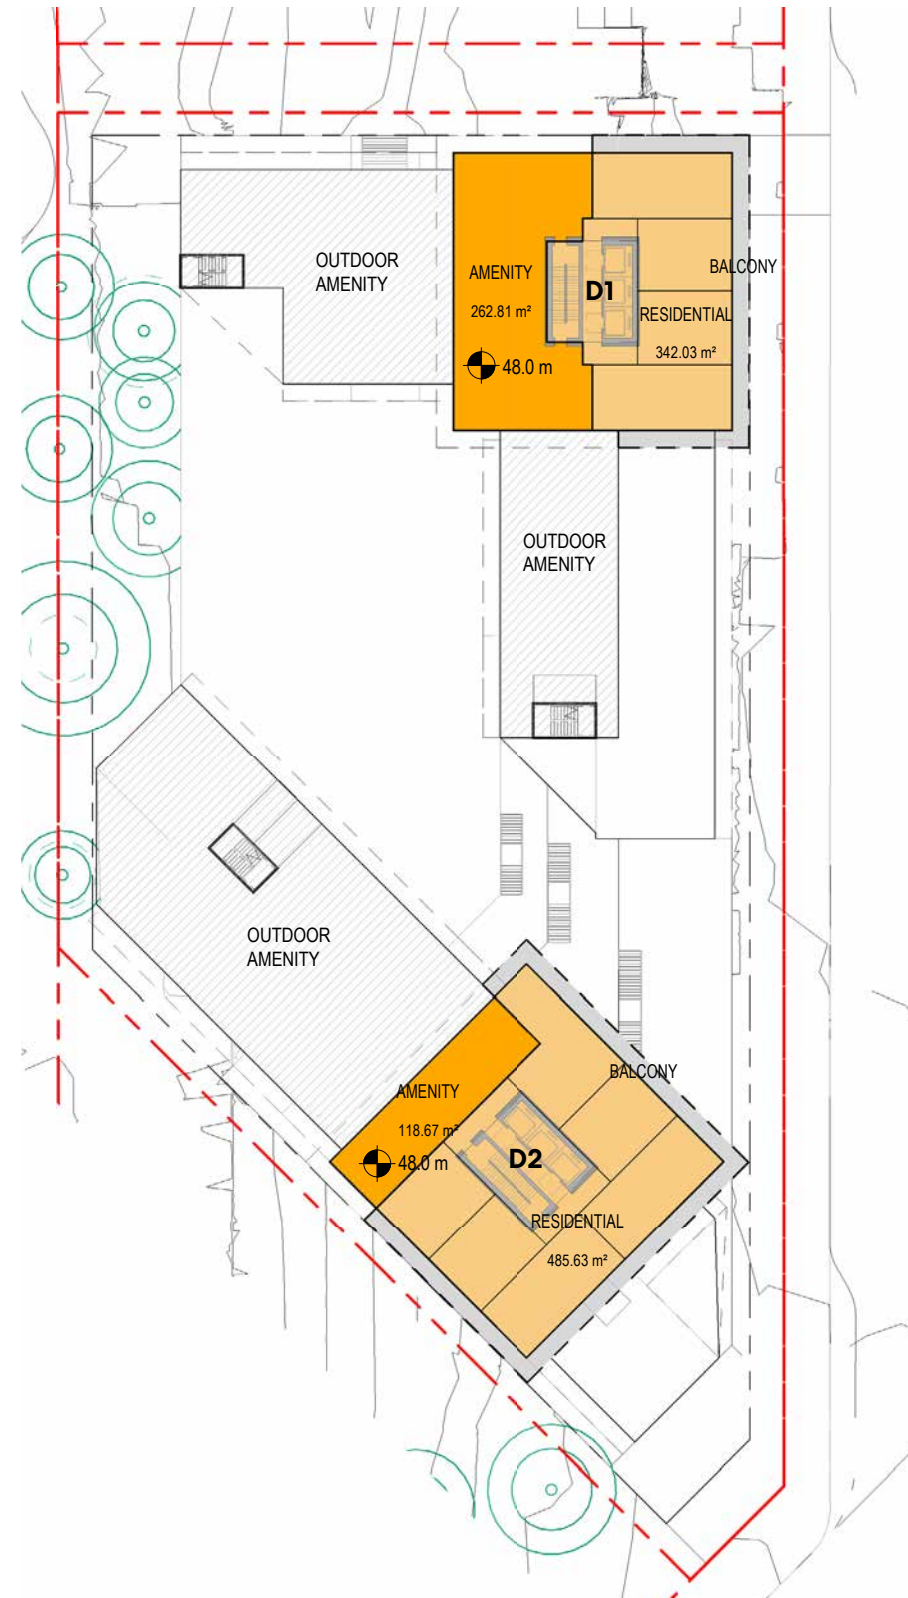 OUTDOOR
AMENITY
AMENITY
262.81 m²
48.0 m
D1
BALCONY
RESIDENTIAL
342.03 m²
OUTDOOR
AMENITY
OUTDOOR
AMENITY
AMENITY
118.67 m²
48.0 m
D2
BALCONY
RESIDENTIAL
485.63 m²